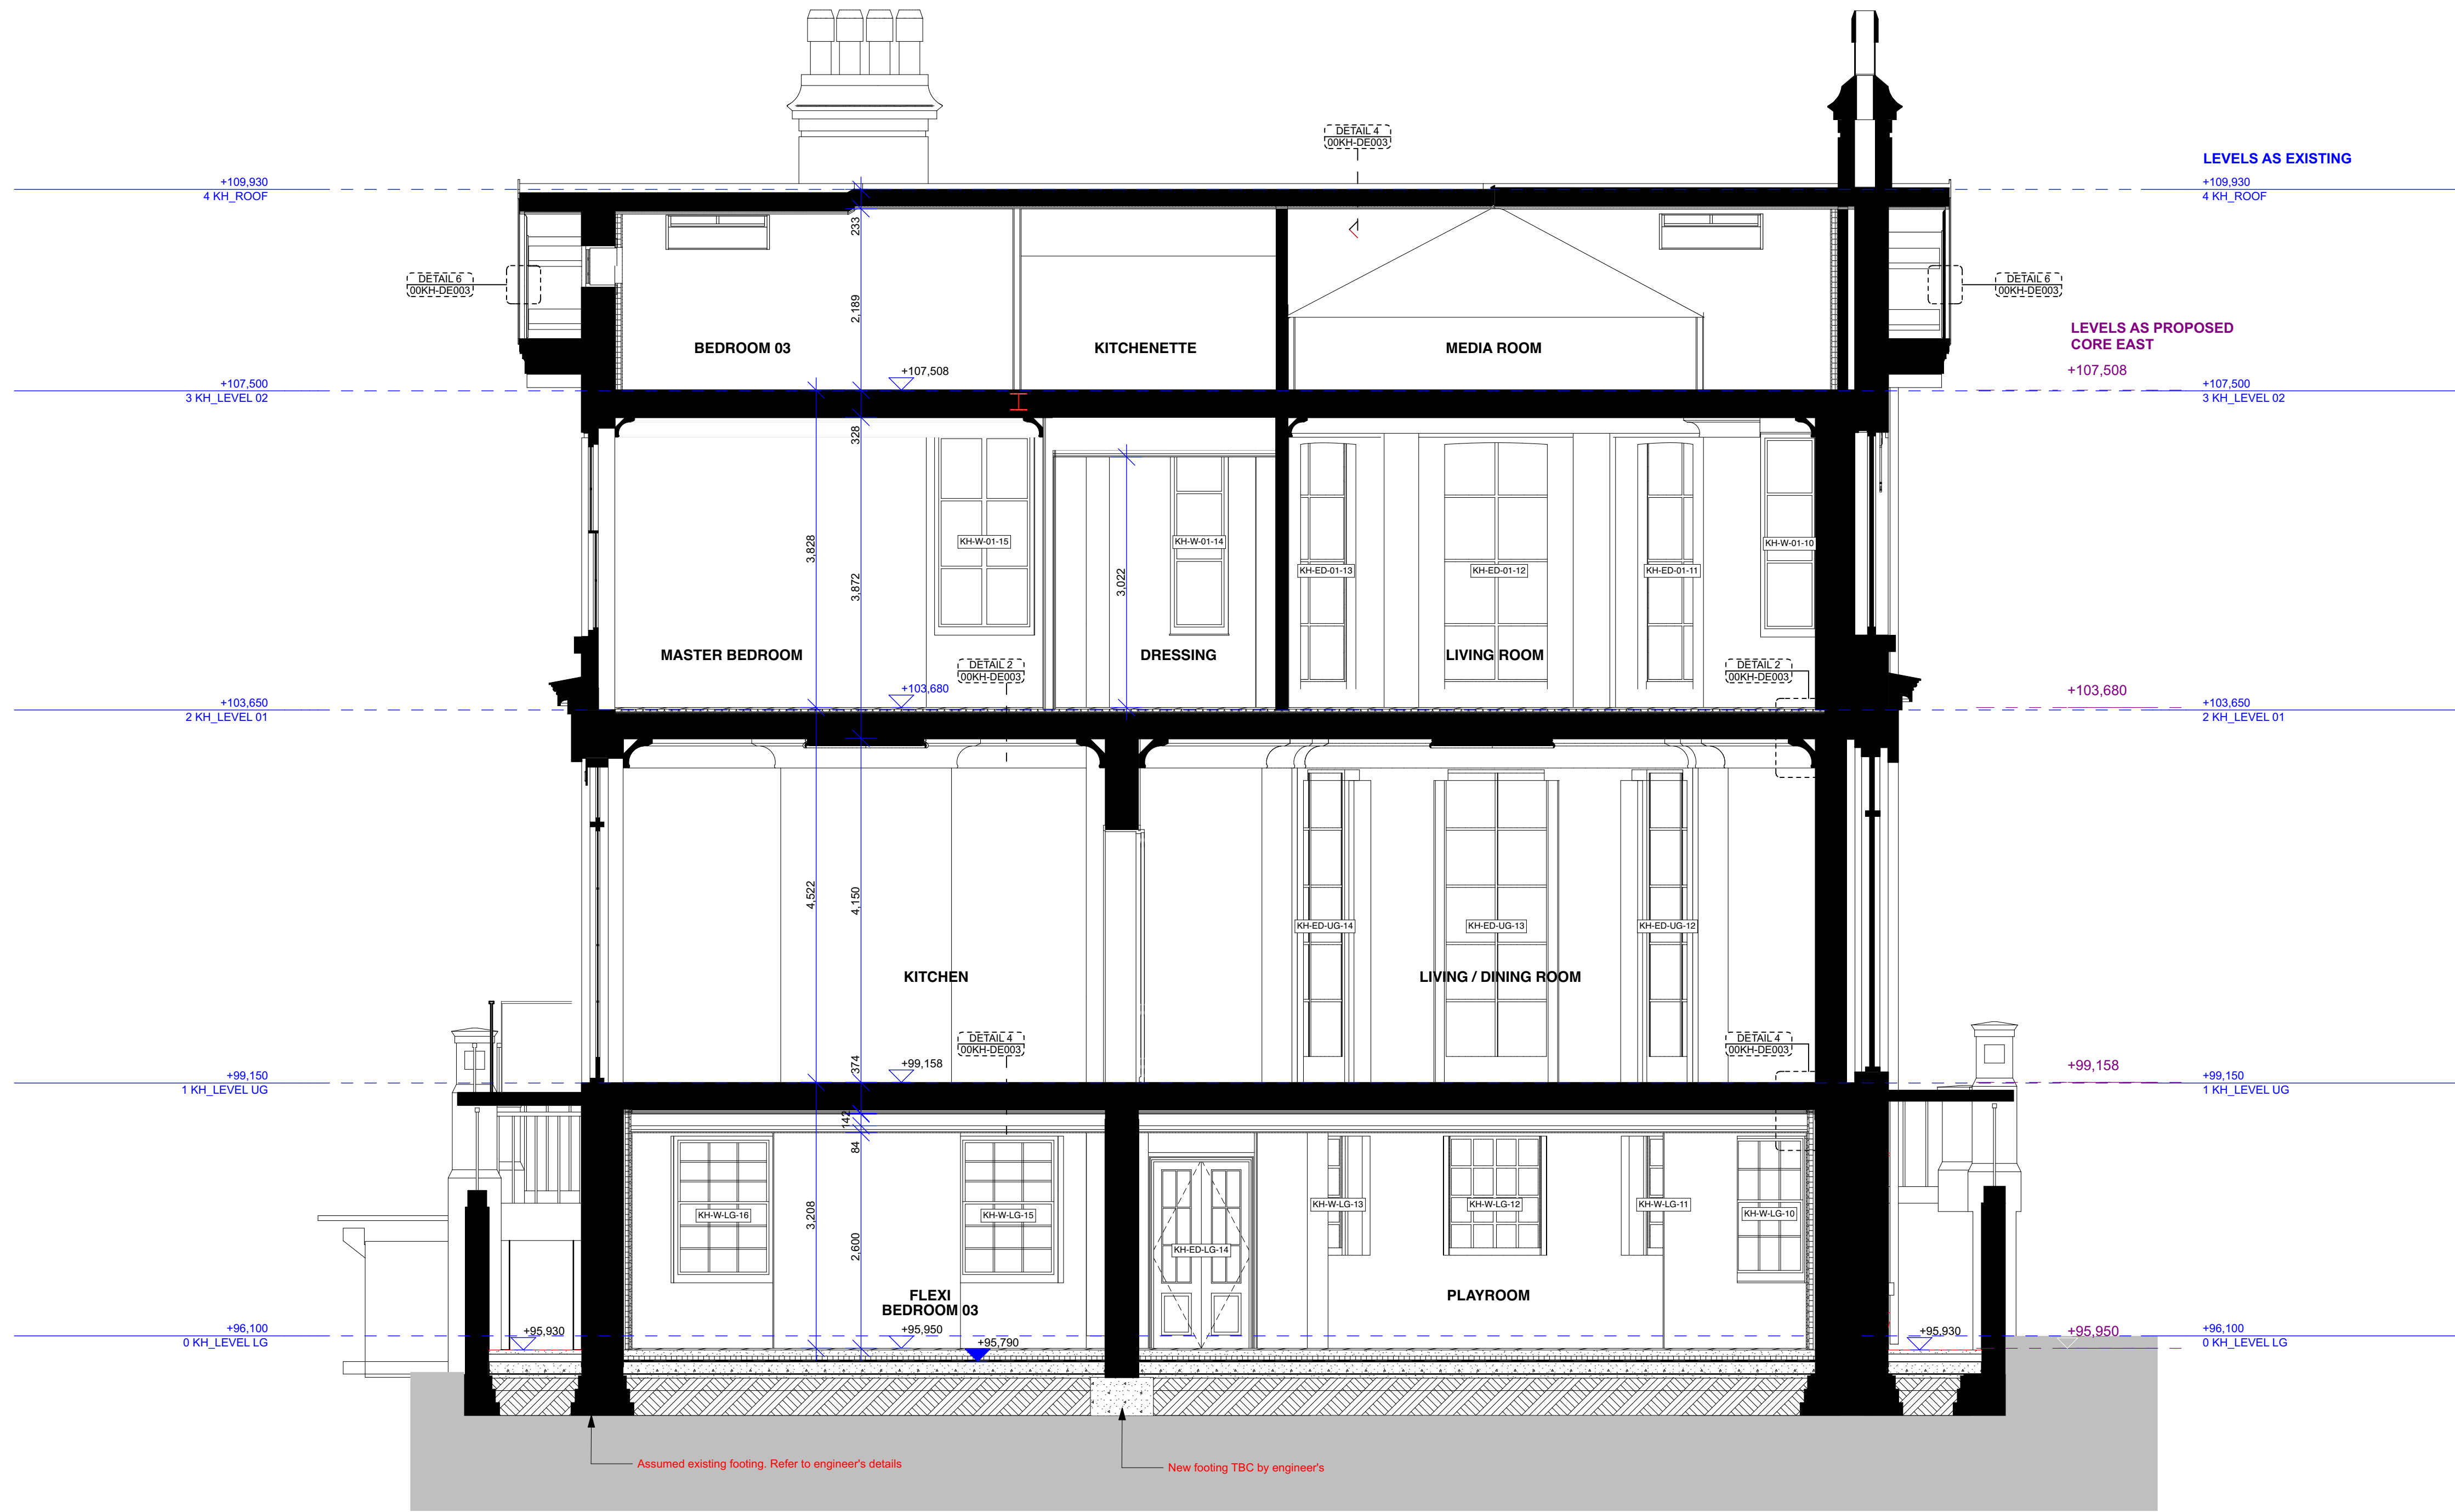 DETAIL 4
00KH-DE003
LEVELS AS EXISTING
+109,930
4 KH_ROOF
+109,930
4 KH_ROOF
233
DETAIL 6
00KH-DE003
DETAIL 6
00KH-DE003
2,189
LEVELS AS PROPOSED
CORE EAST
BEDROOM 03
KITCHENETTE
MEDIA ROOM
+107,508
+107,508
+107,500
3 KH_LEVEL 02
+107,500
3 KH_LEVEL 02
328
KH-W-01-15
KH-W-01-14
KH-W-01-10
3,828
3,872
3,022
KH-ED-01-13
KH-ED-01-12
KH-ED-01-11
MASTER BEDROOM
DRESSING
LIVING ROOM
DETAIL 2
00KH-DE003
DETAIL 2
00KH-DE003
+103,680
+103,680
+103,650
2 KH_LEVEL 01
+103,650
2 KH_LEVEL 01
4,522
4,150
KH-ED-UG-14
KH-ED-UG-13
KH-ED-UG-12
KITCHEN
LIVING / DINING ROOM
DETAIL 4
00KH-DE003
DETAIL 4
00KH-DE003
374
+99,158
+99,158
+99,150
1 KH_LEVEL UG
+99,150
1 KH_LEVEL UG
142
84
KH-W-LG-16
KH-W-LG-15
KH-W-LG-13
KH-W-LG-12
KH-W-LG-11
KH-W-LG-10
3,208
2,600
KH-ED-LG-14
FLEXI
BEDROOM 03
PLAYROOM
+96,100
0 KH_LEVEL LG
+95,930
+95,950
+95,790
+95,930
+95,950
+96,100
0 KH_LEVEL LG
Assumed existing footing. Refer to engineer's details
New footing TBC by engineer's